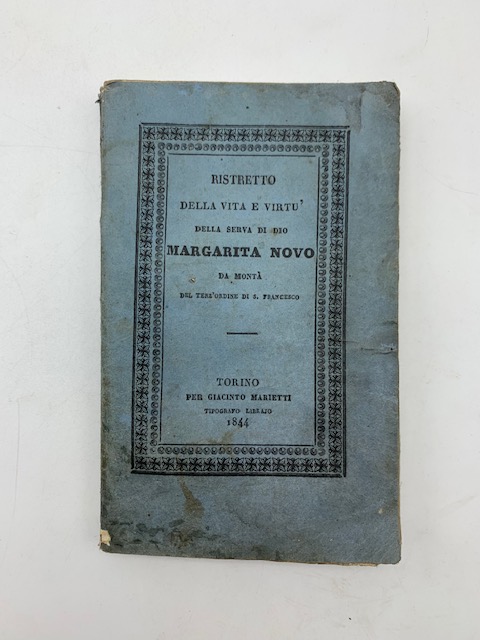 RISTRETTO
DELLA VITA E VIRTU'
DELLA SERVA DI DIO
MARGARITA NOVO
DA MONTÀ
DEL TERZ'ORDINE DI S. FRANCESCO
TORINO
PER GIACINTO MARIETTI
TIPOGRAFO LIBRAJO
1844